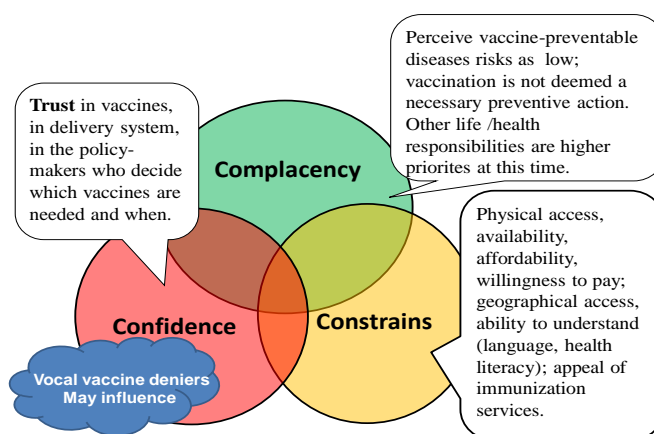 Perceive vaccine-preventable
diseases risks as  low;
vaccination is not deemed a
necessary preventive action.
Other life /health
responsibilities are higher
priorites at this time.
Trust in vaccines,
in delivery system,
in the policy-
makers who decide
which vaccines are
needed and when.
Complacency
Physical access,
availability,
affordability,
willingness to pay;
geographical access,
ability to understand
(language, health
literacy); appeal of
immunization
services.
Confidence
Constrains
Vocal vaccine deniers
May influence